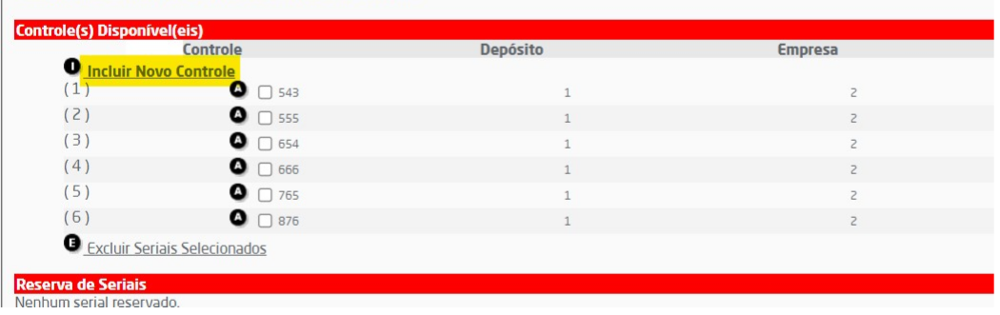 Controle(s) Disponível(eis)
Controle Depósito Empresa
I Incluir Novo Controle
(1) A 543 1 2
(2) A 555 1 2
(3) A 654 1 2
(4) A 666 1 2
(5) A 765 1 2
(6) A 876 1 2
E Excluir Seriais Selecionados
Reserva de Seriais
Nenhum serial reservado.